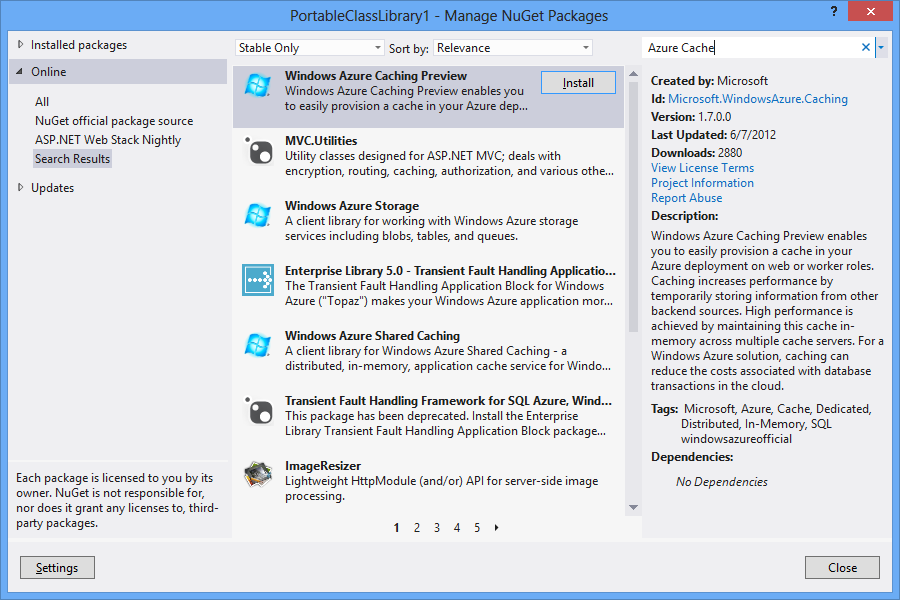 PortableClassLibrary1 - Manage NuGet Packages
?
Installed packages
Online
All
NuGet official package source
ASP.NET Web Stack Nightly
Search Results
Updates
Each package is licensed to you by its
owner. NuGet is not responsible for,
nor does it grant any licenses to, third-
party packages.
Settings
Stable Only
Sort by: Relevance
Windows Azure Caching Preview
Windows Azure Caching Preview enables you
to easily provision a cache in your Azure dep...
Install
MVC.Utilities
Utility classes designed for ASP.NET MVC; deals with
encryption, routing, caching, authorization, and various othe...
Windows Azure Storage
A client library for working with Windows Azure storage
services including blobs, tables, and queues.
Enterprise Library 5.0 - Transient Fault Handling Applicatio...
The Transient Fault Handling Application Block for Windows
Azure ("Topaz") makes your Windows Azure application mor...
Windows Azure Shared Caching
A client library for Windows Azure Shared Caching - a
distributed, in-memory, application cache service for Windo...
Transient Fault Handling Framework for SQL Azure, Wind...
This package has been deprecated. Install the Enterprise
Library Transient Fault Handling Application Block package...
ImageResizer
Lightweight HttpModule (and/or) API for server-side image
processing.
1 2 3 4 5
Azure Cache
Created by: Microsoft
Id: Microsoft.WindowsAzure.Caching
Version: 1.7.0.0
Last Updated: 6/7/2012
Downloads: 2880
View License Terms
Project Information
Report Abuse
Description:
Windows Azure Caching Preview enables
you to easily provision a cache in your
Azure deployment on web or worker roles.
Caching increases performance by
temporarily storing information from other
backend sources. High performance is
achieved by maintaining this cache in-
memory across multiple cache servers. For a
Windows Azure solution, caching can
reduce the costs associated with database
transactions in the cloud.
Tags: Microsoft, Azure, Cache, Dedicated,
Distributed, In-Memory, SQL
windowsazureofficial
Dependencies:
No Dependencies
Close